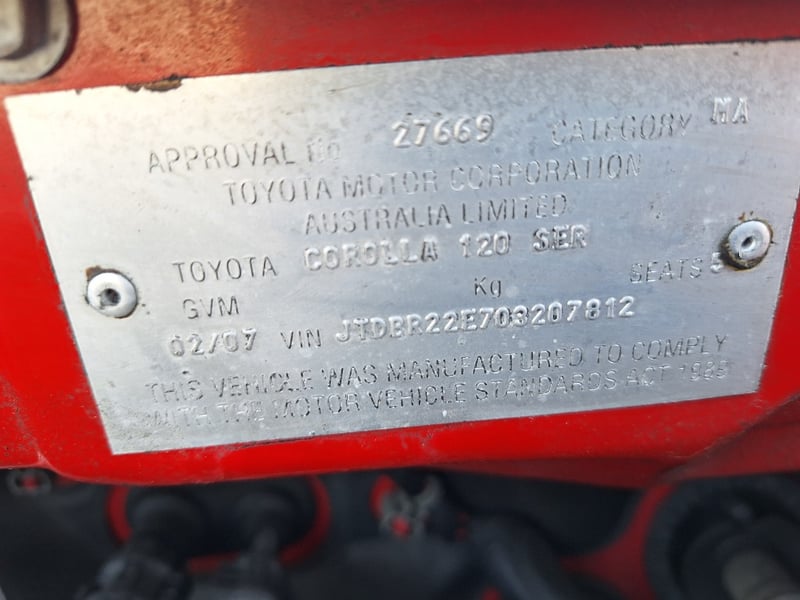 APPROVAL No 27669 CATEGORY MA
TOYOTA MOTOR CORPORATION
AUSTRALIA LIMITED
TOYOTA COROLLA 120 SER
GVM Kg SEATS 5
02/07 VIN JTDBR22E703207812
THIS VEHICLE WAS MANUFACTURED TO COMPLY
WITH THE MOTOR VEHICLE STANDARDS ACT 1989